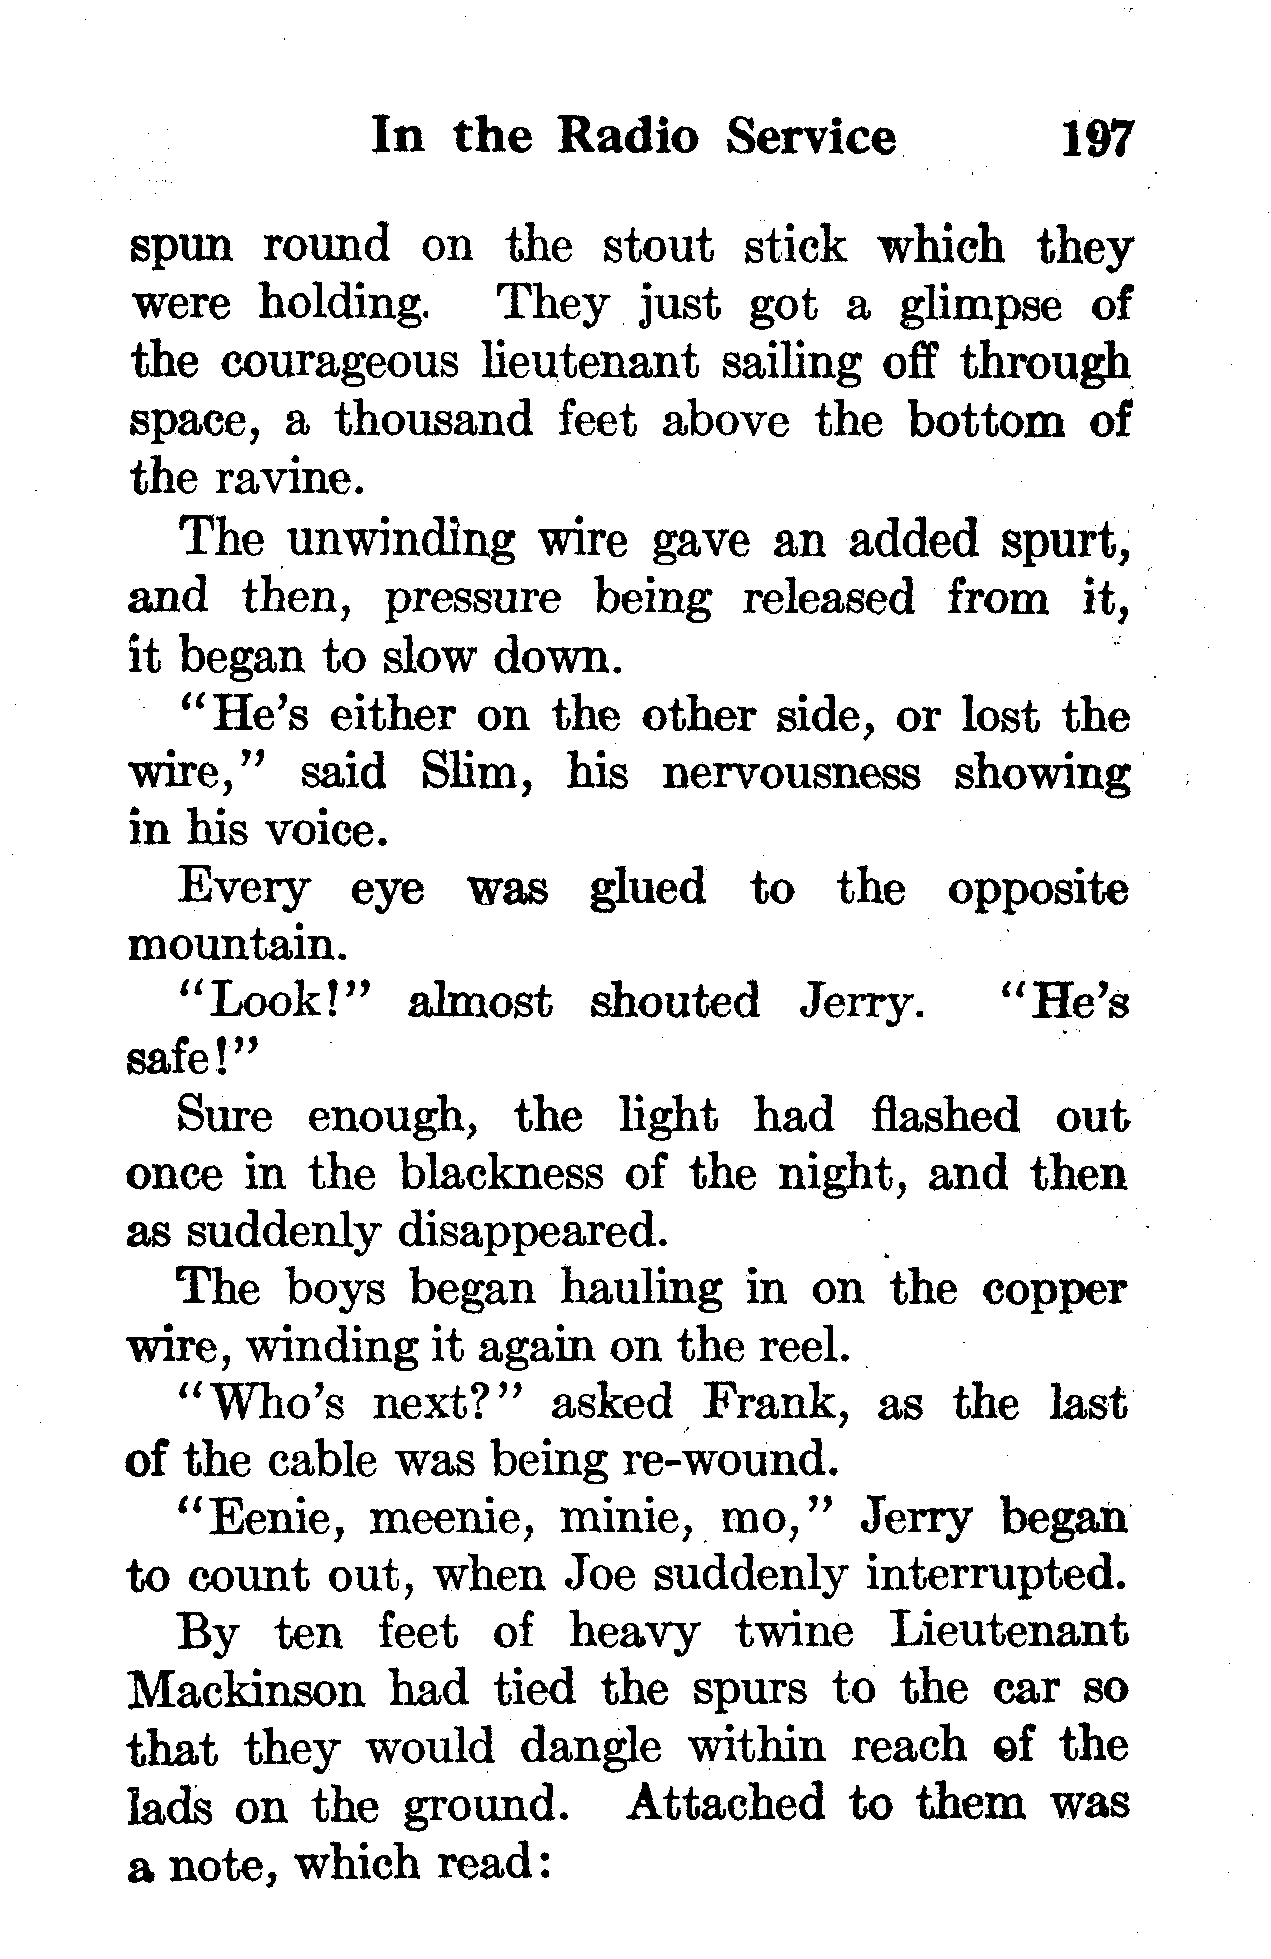 In the Radio Service 197
spun round on the stout stick which they
were holding. They just got a glimpse of
the courageous lieutenant sailing off through
space, a thousand feet above the bottom of
the ravine.
The unwinding wire gave an added spurt,
and then, pressure being released from it,
it began to slow down.
"He's either on the other side, or lost the
wire," said Slim, his nervousness showing
in his voice.
Every eye was glued to the opposite
mountain.
"Look!" almost shouted Jerry. "He's
safe!"
Sure enough, the light had flashed out
once in the blackness of the night, and then
as suddenly disappeared.
The boys began hauling in on the copper
wire, winding it again on the reel.
"Who's next?" asked Frank, as the last
of the cable was being re-wound.
"Eenie, meenie, minie, mo," Jerry began
to count out, when Joe suddenly interrupted.
By ten feet of heavy twine Lieutenant
Mackinson had tied the spurs to the car so
that they would dangle within reach of the
lads on the ground. Attached to them was
a note, which read: